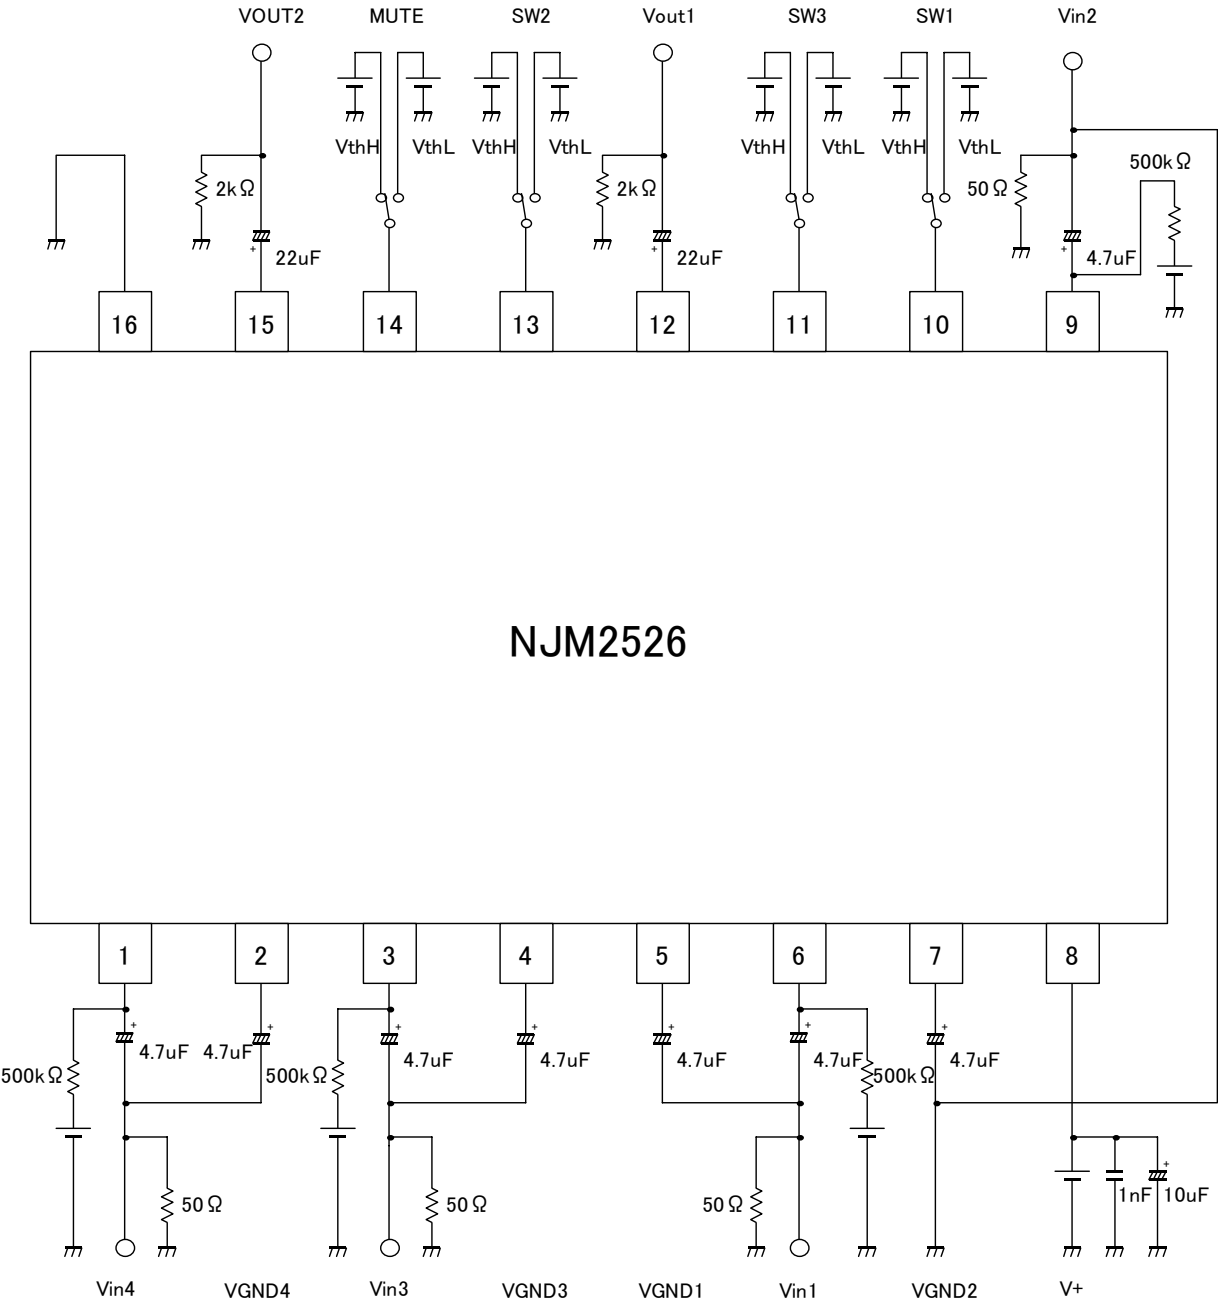 VOUT2 MUTE SW2 Vout1 SW3 SW1 Vin2
+ + +
VthH VthL VthH VthL VthH VthL VthH VthL
2kΩ 2kΩ 50Ω 500kΩ
22uF 22uF 4.7uF
16 15 14 13 12 11 10 9
NJM2526
1 2 3 4 5 6 7 8
+ + + + + + +
4.7uF 4.7uF 4.7uF 4.7uF 4.7uF 4.7uF 4.7uF
500kΩ 500kΩ 500kΩ
+
50Ω 50Ω 50Ω 1nF 10uF
Vin4 VGND4 Vin3 VGND3 VGND1 Vin1 VGND2 V+